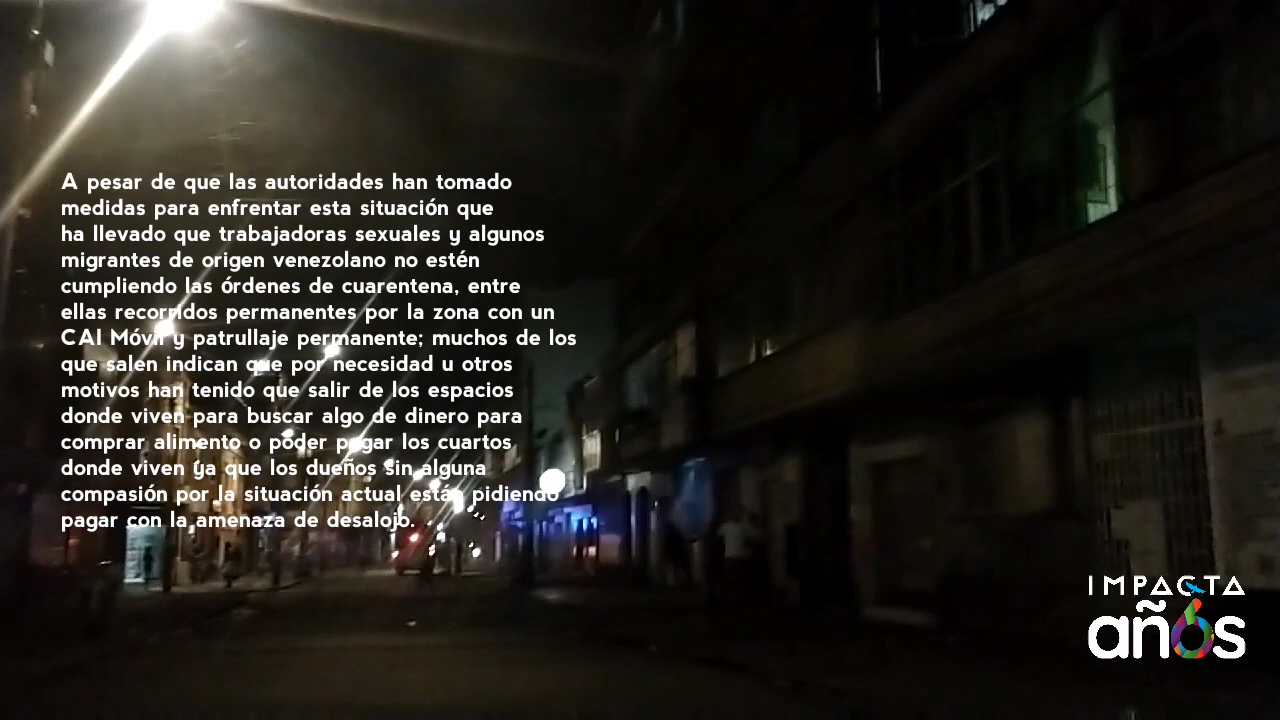 A pesar de que las autoridades han tomado
medidas para enfrentar esta situación que
ha llevado que trabajadoras sexuales y algunos
migrantes de origen venezolano no estén
cumpliendo las órdenes de cuarentena, entre
ellas recorridos permanentes por la zona con un
CAI Móvil y patrullaje permanente; muchos de los
que salen indican que por necesidad u otros
motivos han tenido que salir de los espacios
donde viven para buscar algo de dinero para
comprar alimento o poder pagar los cuartos
donde viven ya que los dueños sin alguna
compasión por la situación actual están pidiendo
pagar con la amenaza de desalojo.
IMPACTA
años